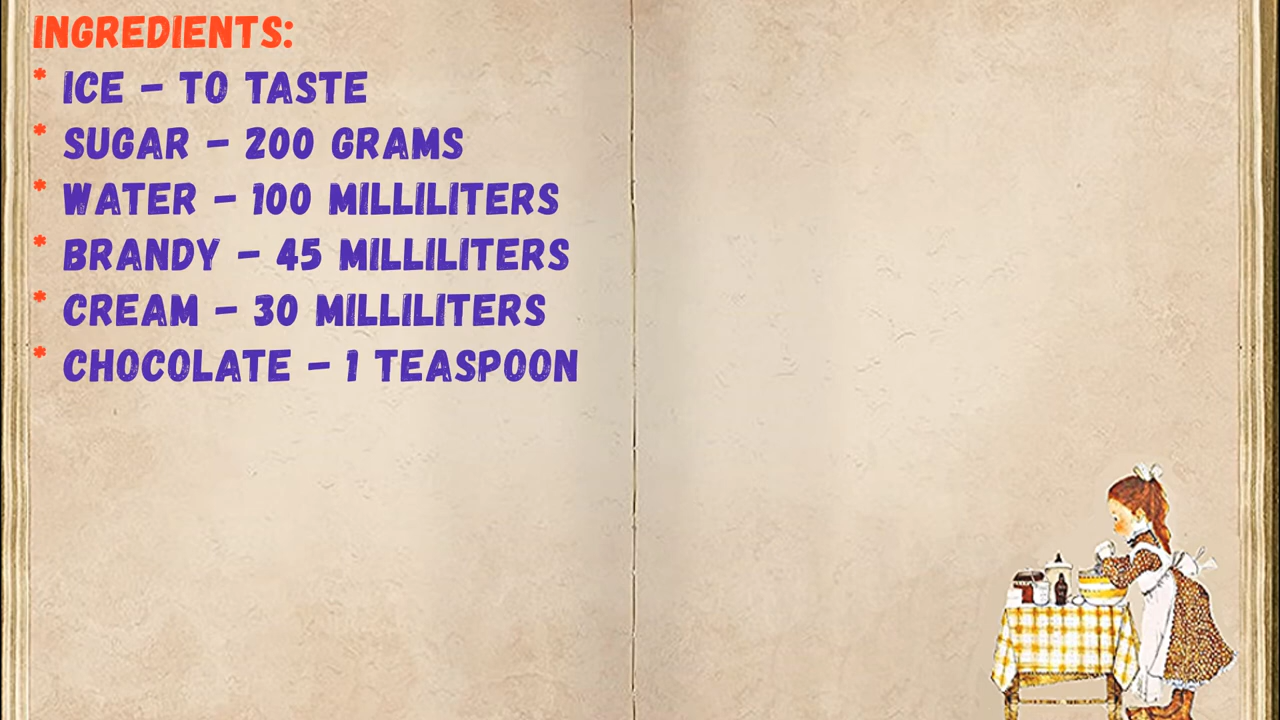 INGREDIENTS:
* ICE – TO TASTE
* SUGAR – 200 GRAMS
* WATER – 100 MILLILITERS
* BRANDY – 45 MILLILITERS
* CREAM – 30 MILLILITERS
* CHOCOLATE – 1 TEASPOON